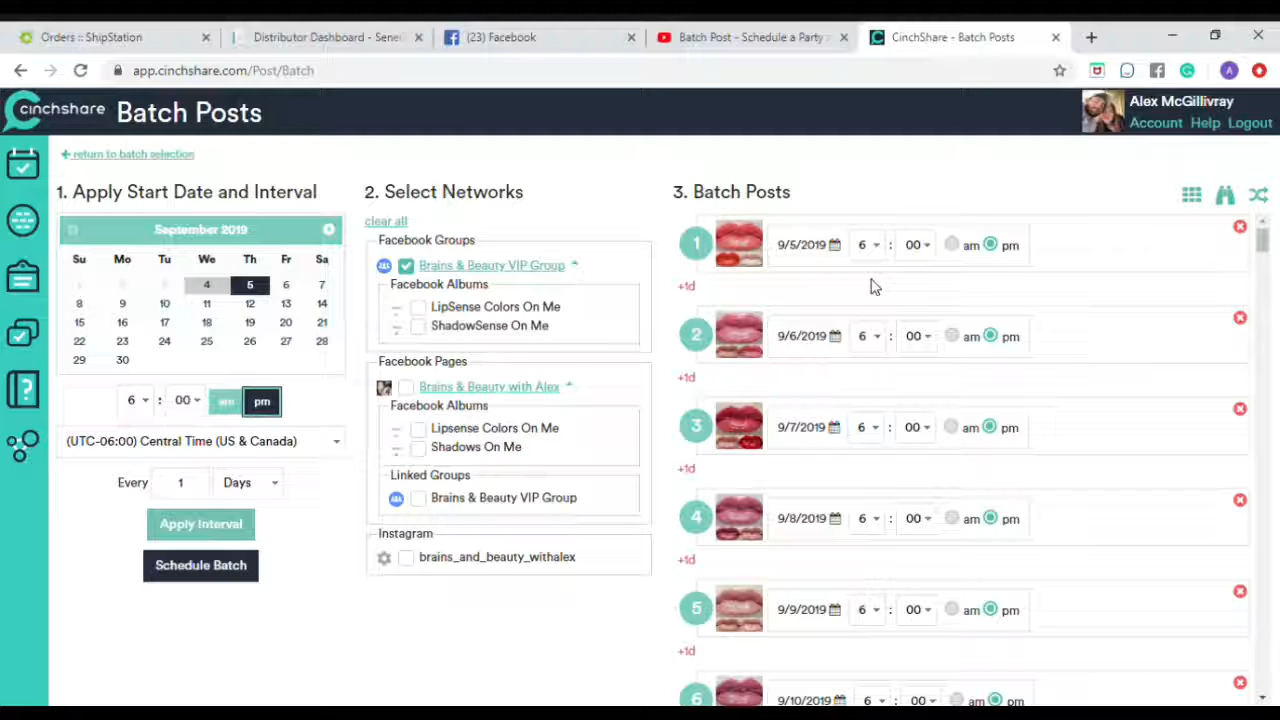 Orders :: ShipStation
Distributor Dashboard - Sene
(23) Facebook
Batch Post - Schedule a Party
CinchShare - Batch Posts
app.cinchshare.com/Post/Batch
cinchshare Batch Posts
Alex McGillivray
Account Help Logout
return to batch selection
1. Apply Start Date and Interval
September 2019
Su Mo Tu We Th Fr Sa
4 5 6 7
8 9 10 11 12 13 14
15 16 17 18 19 20 21
22 23 24 25 26 27 28
29 30
6 : 00 am pm
(UTC-06:00) Central Time (US & Canada)
Every 1 Days
Apply Interval
Schedule Batch
2. Select Networks
clear all
Facebook Groups
Brains & Beauty VIP Group
Facebook Albums
LipSense Colors On Me
ShadowSense On Me
Facebook Pages
Brains & Beauty with Alex
Facebook Albums
Lipsense Colors On Me
Shadows On Me
Linked Groups
Brains & Beauty VIP Group
Instagram
brains_and_beauty_withalex
3. Batch Posts
1 9/5/2019 6 : 00 am pm
+1d
2 9/6/2019 6 : 00 am pm
+1d
3 9/7/2019 6 : 00 am pm
+1d
4 9/8/2019 6 : 00 am pm
+1d
5 9/9/2019 6 : 00 am pm
+1d
6 9/10/2019 6 : 00 am pm